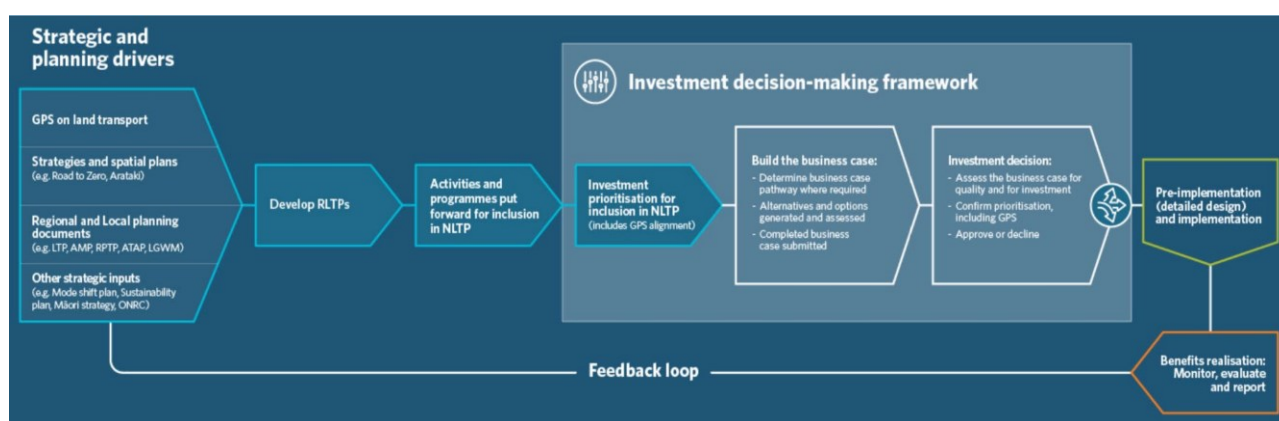 Strategic and
planning drivers
GPS on land transport
Strategies and spatial plans
(e.g. Road to Zero, Arataki)
Regional and Local planning
documents
(e.g. LTP, AMP, RPTP, ATAP, LGWM)
Other strategic inputs
(e.g. Mode shift plan, Sustainability
plan, Māori strategy, ONRC)
Develop RLTPs
Activities and
programmes put
forward for inclusion
in NLTP
Investment decision-making framework
Investment
prioritisation for
inclusion in NLTP
(includes GPS alignment)
Build the business case:
- Determine business case
pathway where required
- Alternatives and options
generated and assessed
- Completed business
case submitted
Investment decision:
- Assess the business case for
quality and for investment
- Confirm prioritisation,
including GPS
- Approve or decline
Pre-implementation
(detailed design)
and implementation
Benefits realisation:
Monitor, evaluate
and report
Feedback loop